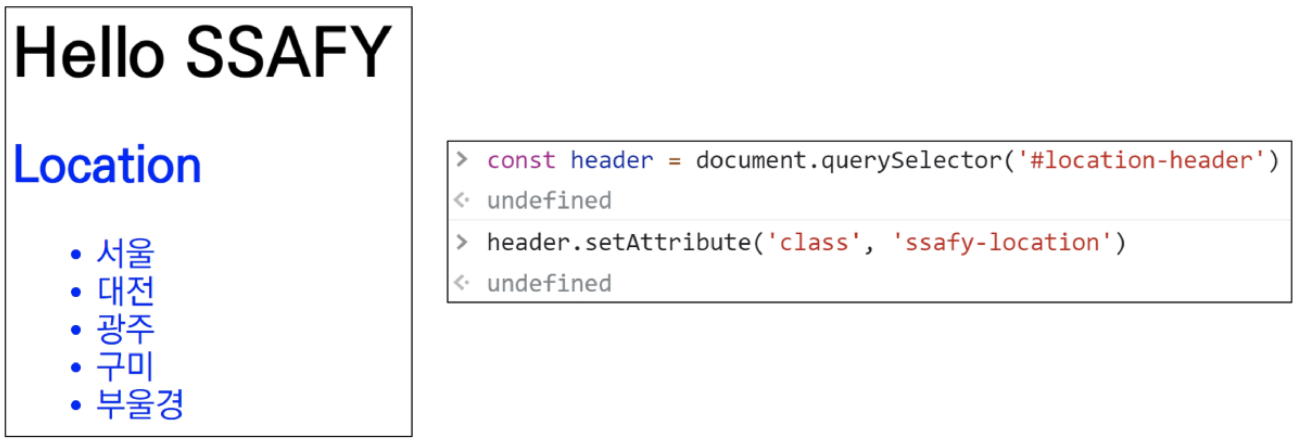 Hello SSAFY
Location
• 서울
• 대전
• 광주
• 구미
• 부울경
> const header = document.querySelector('#location-header')
<· undefined
> header.setAttribute('class', 'ssafy-location')
<· undefined